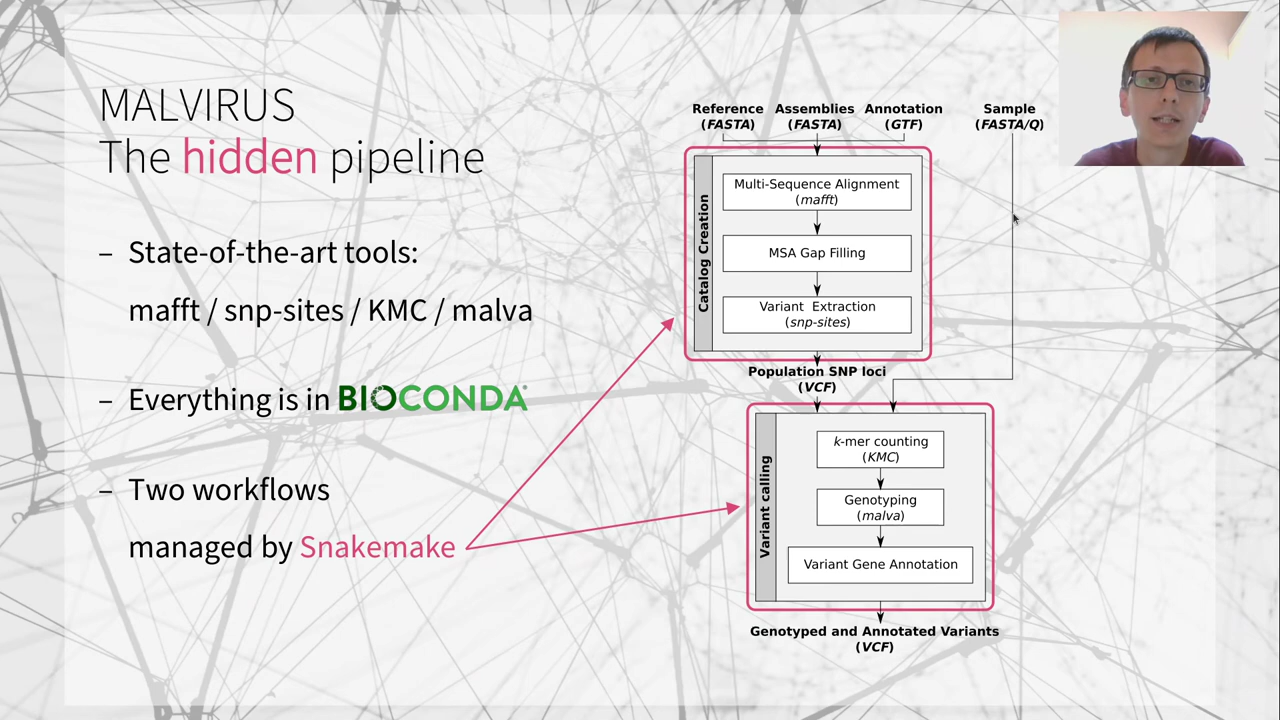 MALVIRUS
The hidden pipeline
– State-of-the-art tools:
mafft / snp-sites / KMC / malva
– Everything is in BIOCONDA
– Two workflows
managed by Snakemake
Reference
(FASTA)
Assemblies
(FASTA)
Annotation
(GTF)
Sample
(FASTA/Q)
Catalog Creation
Multi-Sequence Alignment
(mafft)
MSA Gap Filling
Variant Extraction
(snp-sites)
Population SNP loci
(VCF)
Variant calling
k-mer counting
(KMC)
Genotyping
(malva)
Variant Gene Annotation
Genotyped and Annotated Variants
(VCF)